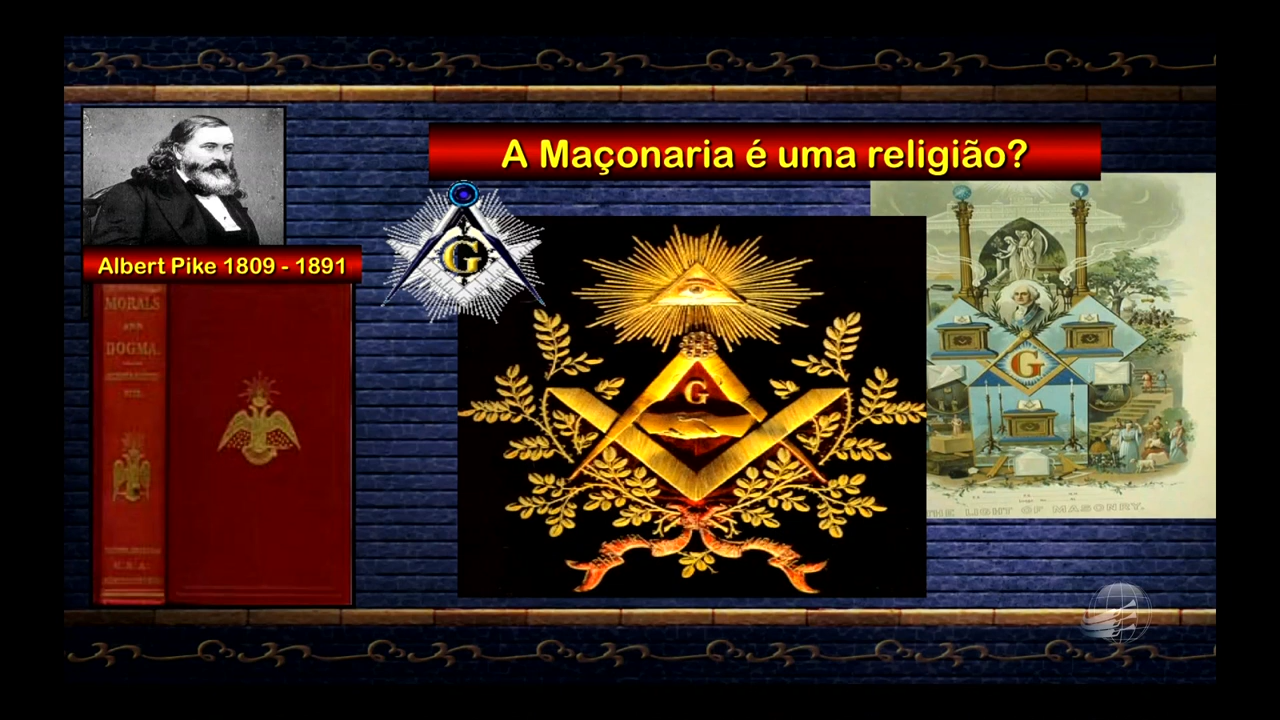 A Maçonaria é uma religião?
Albert Pike 1809 - 1891
MORALS
AND
DOGMA.
G
G
G
THE LIGHT OF MASONRY.
U.S.A.